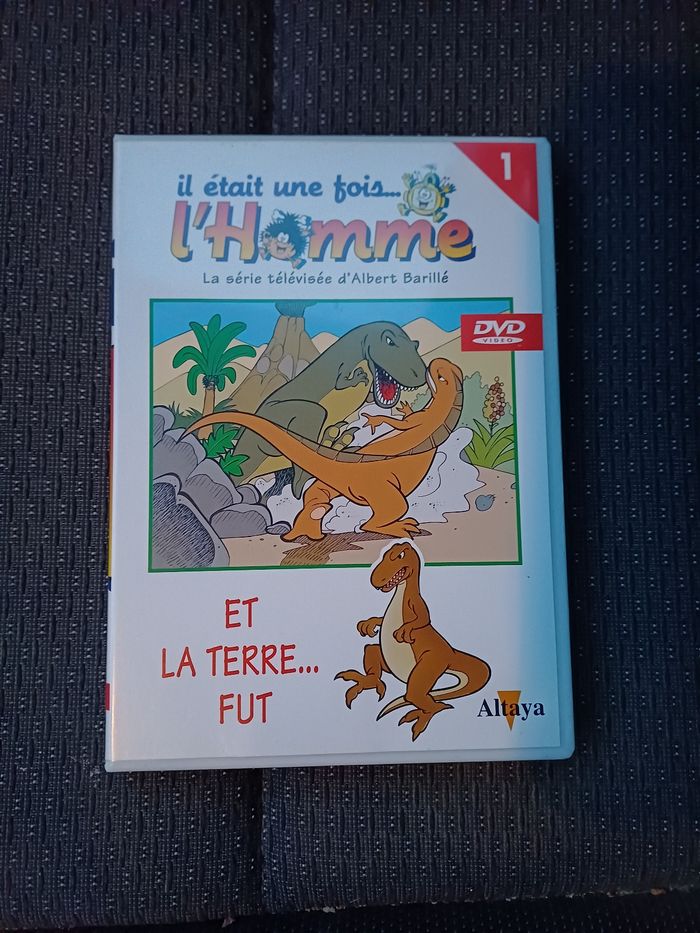 1
il était une fois...
l'Homme
La série télévisée d'Albert Barillé
DVD
VIDEO
ET
LA TERRE...
FUT
Altaya